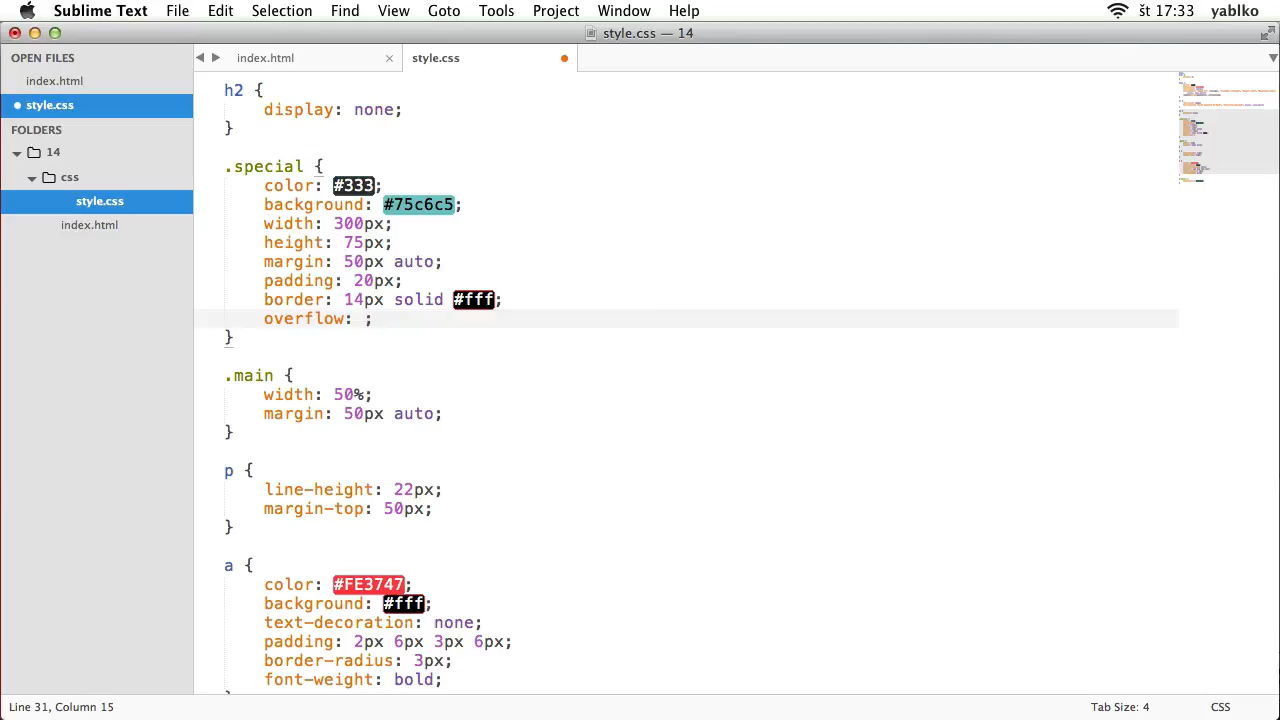 Sublime Text File Edit Selection Find View Goto Tools Project Window Help št 17:33 yablko
style.css — 14
OPEN FILES
index.html
style.css
FOLDERS
14
css
style.css
index.html
index.html style.css
h2 {
display: none;
}
.special {
color: #333;
background: #75c6c5;
width: 300px;
height: 75px;
margin: 50px auto;
padding: 20px;
border: 14px solid #fff;
overflow: ;
}
.main {
width: 50%;
margin: 50px auto;
}
p {
line-height: 22px;
margin-top: 50px;
}
a {
color: #FE3747;
background: #fff;
text-decoration: none;
padding: 2px 6px 3px 6px;
border-radius: 3px;
font-weight: bold;
Line 31, Column 15 Tab Size: 4 CSS